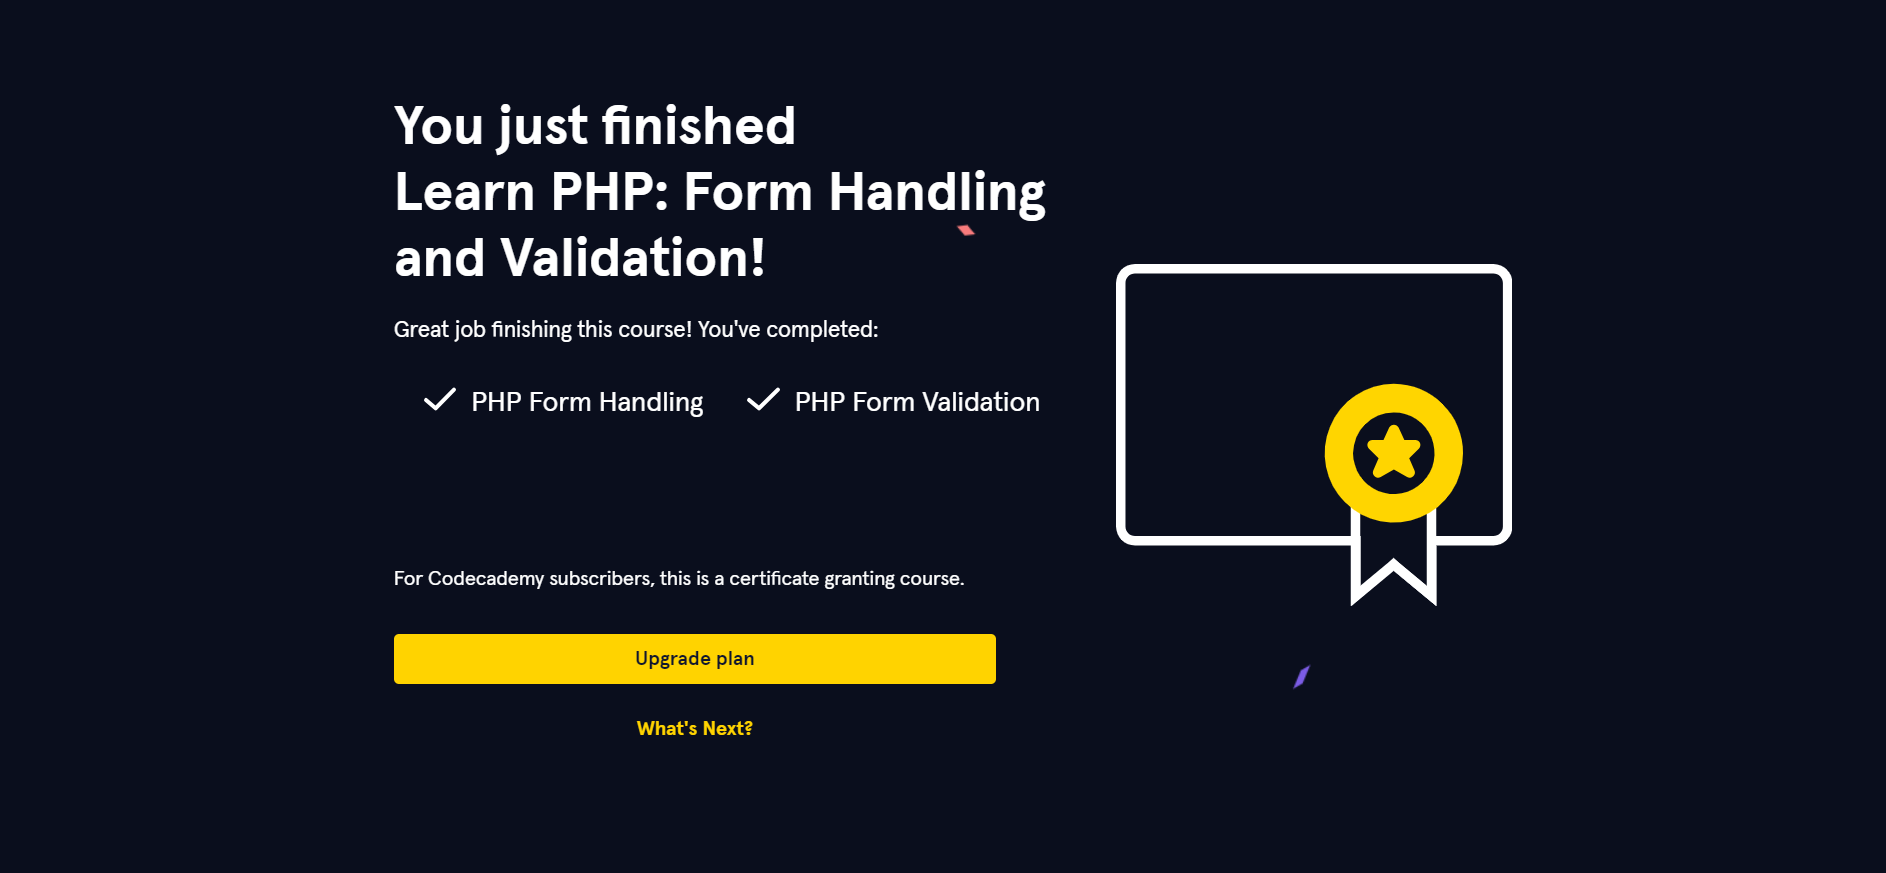 You just finished
Learn PHP: Form Handling
and Validation!
Great job finishing this course! You've completed:
PHP Form Handling PHP Form Validation
For Codecademy subscribers, this is a certificate granting course.
Upgrade plan
What's Next?